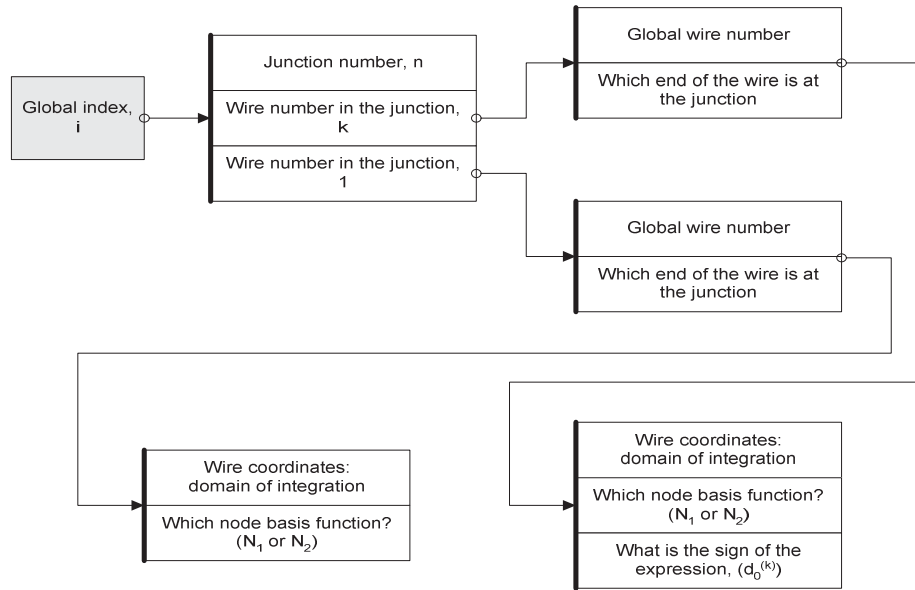 Global index,
i
Junction number, n
Wire number in the junction,
k
Wire number in the junction,
1
Global wire number
Which end of the wire is at
the junction
Global wire number
Which end of the wire is at
the junction
Wire coordinates:
domain of integration
Which node basis function?
(N₁ or N₂)
Wire coordinates:
domain of integration
Which node basis function?
(N₁ or N₂)
What is the sign of the
expression, (d₀⁽ᵏ⁾)